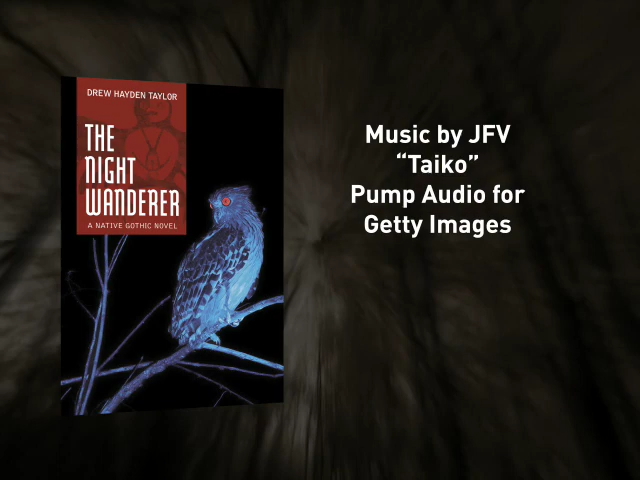 DREW HAYDEN TAYLOR
THE
NIGHT
WANDERER
A NATIVE GOTHIC NOVEL
Music by JFV
“Taiko”
Pump Audio for
Getty Images